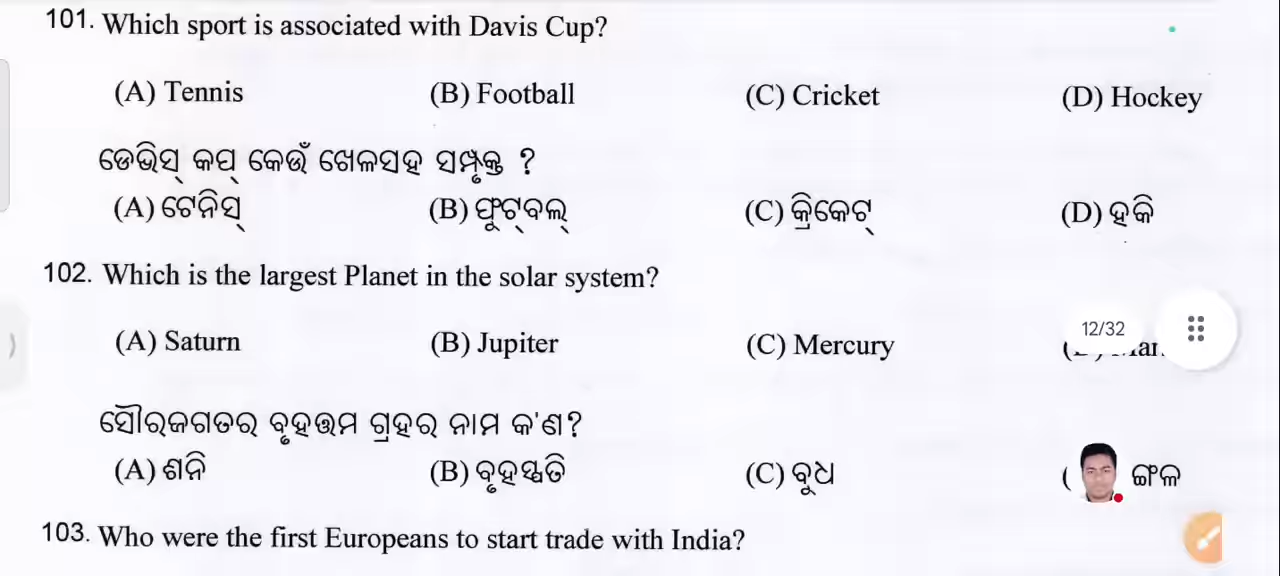 101. Which sport is associated with Davis Cup?
(A) Tennis (B) Football (C) Cricket (D) Hockey
ଡେଭିସ୍ କପ୍ କେଉଁ ଖେଳସହ ସମ୍ପୃକ୍ତ ?
(A) ଟେନିସ୍ (B) ଫୁଟ୍‌ବଲ୍ (C) କ୍ରିକେଟ୍ (D) ହକି
102. Which is the largest Planet in the solar system?
(A) Saturn (B) Jupiter (C) Mercury
12/32
ସୌରଜଗତର ବୃହତ୍ତମ ଗ୍ରହର ନାମ କ'ଣ?
(A) ଶନି (B) ବୃହସ୍ପତି (C) ବୁଧ
103. Who were the first Europeans to start trade with India?